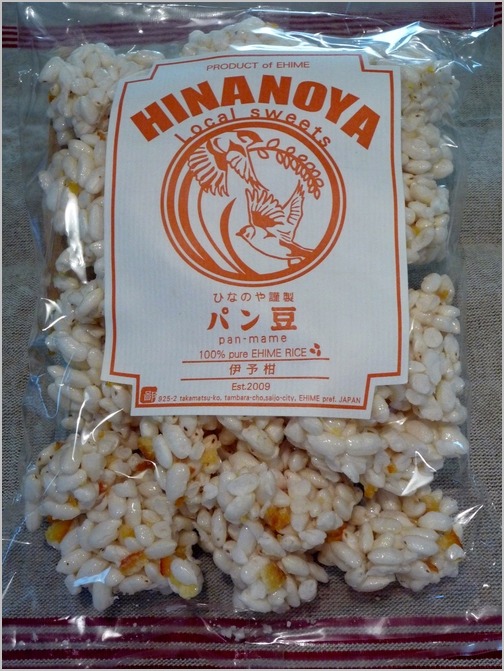 PRODUCT of EHIME
HINANOYA
Local sweets
ひなのや謹製
パン豆
pan-mame
100% pure EHIME RICE
伊予柑
Est.2009
925-2 takamatsu-ko, tambara-cho,saijo-city, EHIME pref. JAPAN